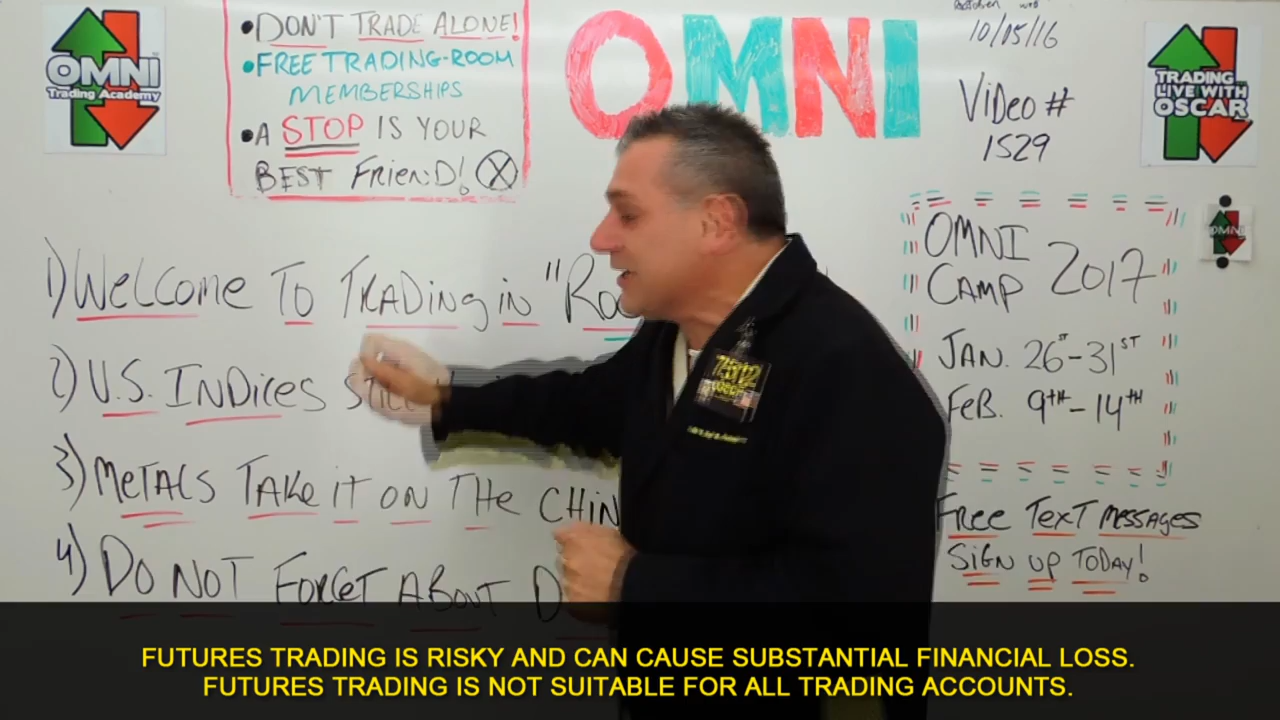 OMNI
Trading Academy
•DON'T TRADE ALONE!
•FREE TRADING-ROOM
MEMBERSHIPS
•A STOP IS YOUR
BEST FRIEND!
OMNI
10/05/16
VIDEO #
1529
TRADING
LIVE WITH
OSCAR
OMNI
1) WELCOME TO TRADING IN "Roc
2) U.S. INDICES STILL
3) METALS TAKE IT ON THE CHIN
4) DO NOT FORGET ABOUT D
OMNI
CAMP 2017
JAN. 26TH-31ST
FEB. 9TH-14TH
FREE TEXT MESSAGES
SIGN UP TODAY!
FUTURES TRADING IS RISKY AND CAN CAUSE SUBSTANTIAL FINANCIAL LOSS.
FUTURES TRADING IS NOT SUITABLE FOR ALL TRADING ACCOUNTS.